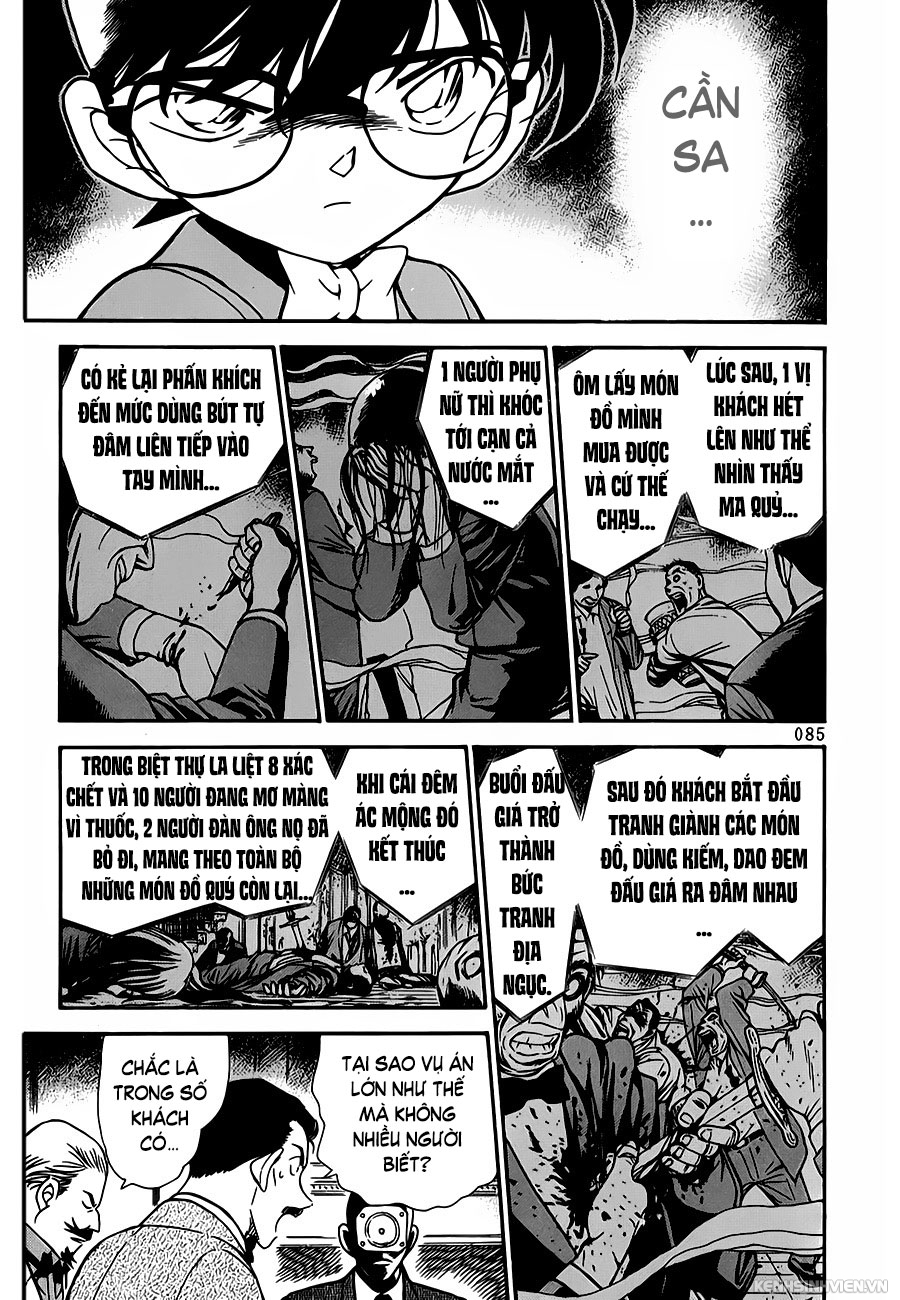 CẦN
SA
...
LÚC SAU, 1 VỊ
KHÁCH HÉT
LÊN NHƯ THỂ
NHÌN THẤY
MA QUỶ...
ÔM LẤY MÓN
ĐỒ MÌNH
MUA ĐƯỢC
VÀ CỨ THẾ
CHẠY...
1 NGƯỜI PHỤ
NỮ THÌ KHÓC
TỚI CẠN CẢ
NƯỚC MẮT
...
CÓ KẺ LẠI PHẤN KHÍCH
ĐẾN MỨC DÙNG BÚT TỰ
ĐÂM LIÊN TIẾP VÀO
TAY MÌNH...
085
SAU ĐÓ KHÁCH BẮT ĐẦU
TRANH GIÀNH CÁC MÓN
ĐỒ, DÙNG KIẾM, DAO ĐEM
ĐẤU GIÁ RA ĐÂM NHAU
...
BUỔI ĐẤU
GIÁ TRỞ
THÀNH
BỨC
TRANH
ĐỊA
NGỤC.
KHI CÁI ĐÊM
ÁC MỘNG ĐÓ
KẾT THÚC
...
TRONG BIỆT THỰ LA LIỆT 8 XÁC
CHẾT VÀ 10 NGƯỜI ĐANG MƠ MÀNG
VÌ THUỐC, 2 NGƯỜI ĐÀN ÔNG NỌ ĐÃ
BỎ ĐI, MANG THEO TOÀN BỘ
NHỮNG MÓN ĐỒ QUÝ CÒN LẠI...
TẠI SAO VỤ ÁN
LỚN NHƯ THẾ
MÀ KHÔNG
NHIỀU NGƯỜI
BIẾT?
CHẮC LÀ
TRONG SỐ
KHÁCH
CÓ...
KENHSINHVIEN.VN